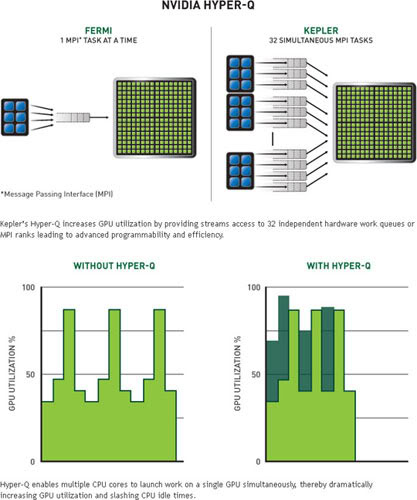 NVIDIA HYPER-Q
FERMI
1 MPI* TASK AT A TIME
KEPLER
32 SIMULTANEOUS MPI TASKS
*Message Passing Interface (MPI)
Kepler's Hyper-Q increases GPU utilization by providing streams access to 32 independent hardware work queues or
MPI ranks leading to advanced programmability and efficiency.
WITHOUT HYPER-Q
100
50
0
GPU UTILIZATION %
WITH HYPER-Q
100
50
0
GPU UTILIZATION %
Hyper-Q enables multiple CPU cores to launch work on a single GPU simultaneously, thereby dramatically
increasing GPU utilization and slashing CPU idle times.